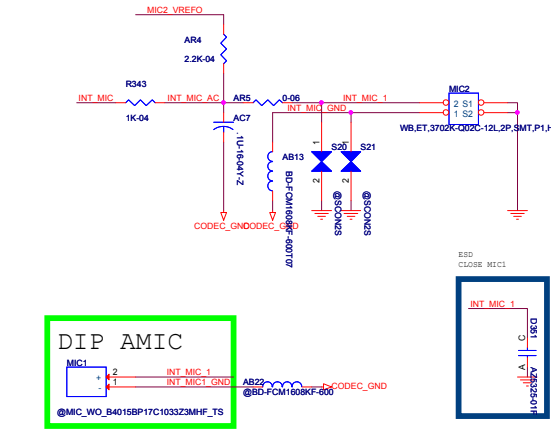 MIC2_VREFO
AR4
2.2K-04
R343
INT_MIC
INT_MIC_AC
AR5
0-06
INT_MIC_1
INT_MIC_GND
1K-04
AC7
.1U-16-04Y-Z
MIC2
2 S1
1 S2
WB,ET,3702K-Q02C-12L,2P,SMT,P1,H
AB13
BD-FCM1608KF-600T07
1
S20
2
@SCON2S
1
S21
2
@SCON2S
CODEC_GND
CODEC_GND
ESD
CLOSE MIC1
INT_MIC_1
D351
C
A
AZ5325-01F
DIP AMIC
MIC1
+ 2
- 1
INT_MIC_1
INT_MIC1_GND
AB22
@BD-FCM1608KF-600
CODEC_GND
@MIC_WO_B4015BP17C1033Z3MHF_TS